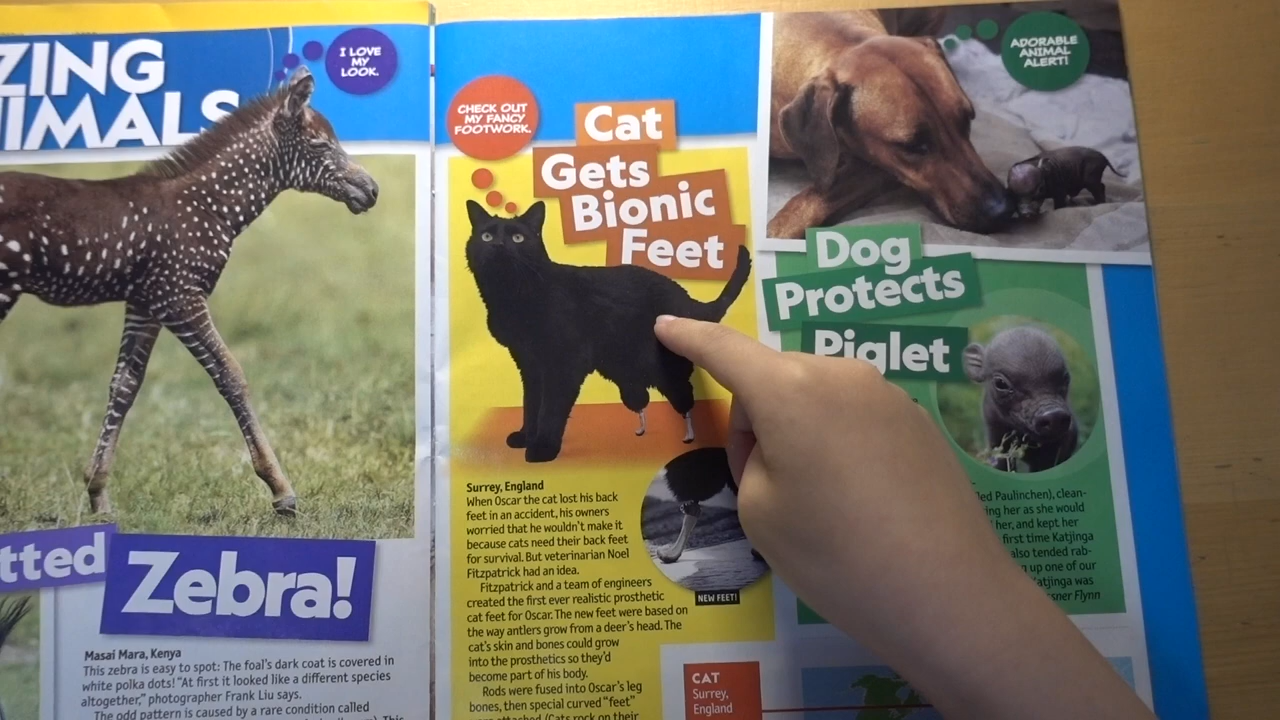 ZING
IMALS
I LOVE
MY
LOOK.
tted
Zebra!
Masai Mara, Kenya
This zebra is easy to spot: The foal's dark coat is covered in
white polka dots! "At first it looked like a different species
altogether," photographer Frank Liu says.
The odd pattern is caused by a rare condition called
This
CHECK OUT
MY FANCY
FOOTWORK.
Cat
Gets
Bionic
Feet
Surrey, England
When Oscar the cat lost his back
feet in an accident, his owners
worried that he wouldn't make it
because cats need their back feet
for survival. But veterinarian Noel
Fitzpatrick had an idea.
Fitzpatrick and a team of engineers
created the first ever realistic prosthetic
cat feet for Oscar. The new feet were based on
the way antlers grow from a deer's head. The
cat's skin and bones could grow
into the prosthetics so they'd
become part of his body.
Rods were fused into Oscar's leg
bones, then special curved "feet"
were attached (Cats rock on their
NEW FEET!
CAT
Surrey,
England
ADORABLE
ANIMAL
ALERT!
Dog
Protects
Piglet
led Paulinchen), clean-
ing her as she would
her, and kept her
first time Katjinga
also tended rab-
up one of our
Katjinga was
ssner Flynn